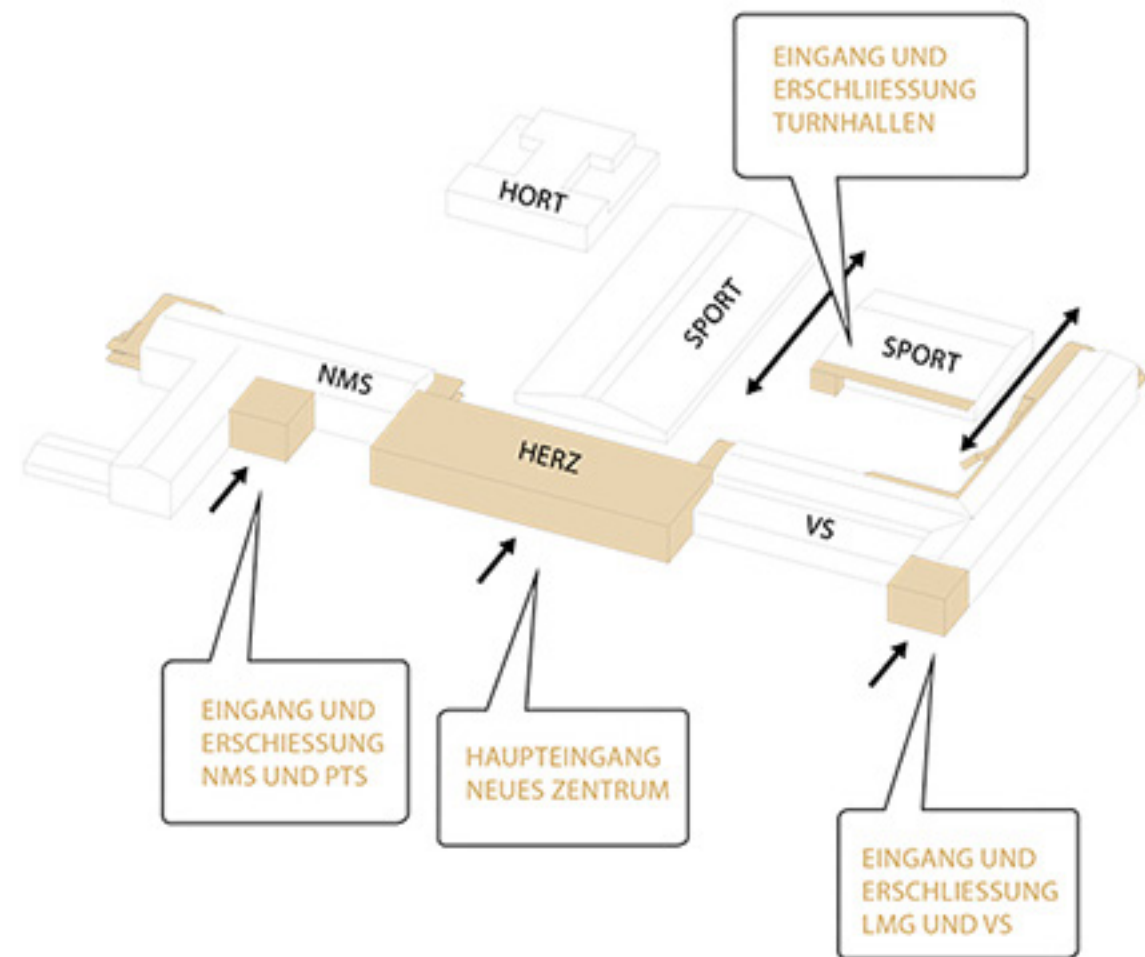 EINGANG UND
ERSCHLIIESSUNG
TURNHALLEN
HORT
SPORT
SPORT
NMS
HERZ
VS
EINGANG UND
ERSCHIESSUNG
NMS UND PTS
HAUPTEINGANG
NEUES ZENTRUM
EINGANG UND
ERSCHLIESSUNG
LMG UND VS